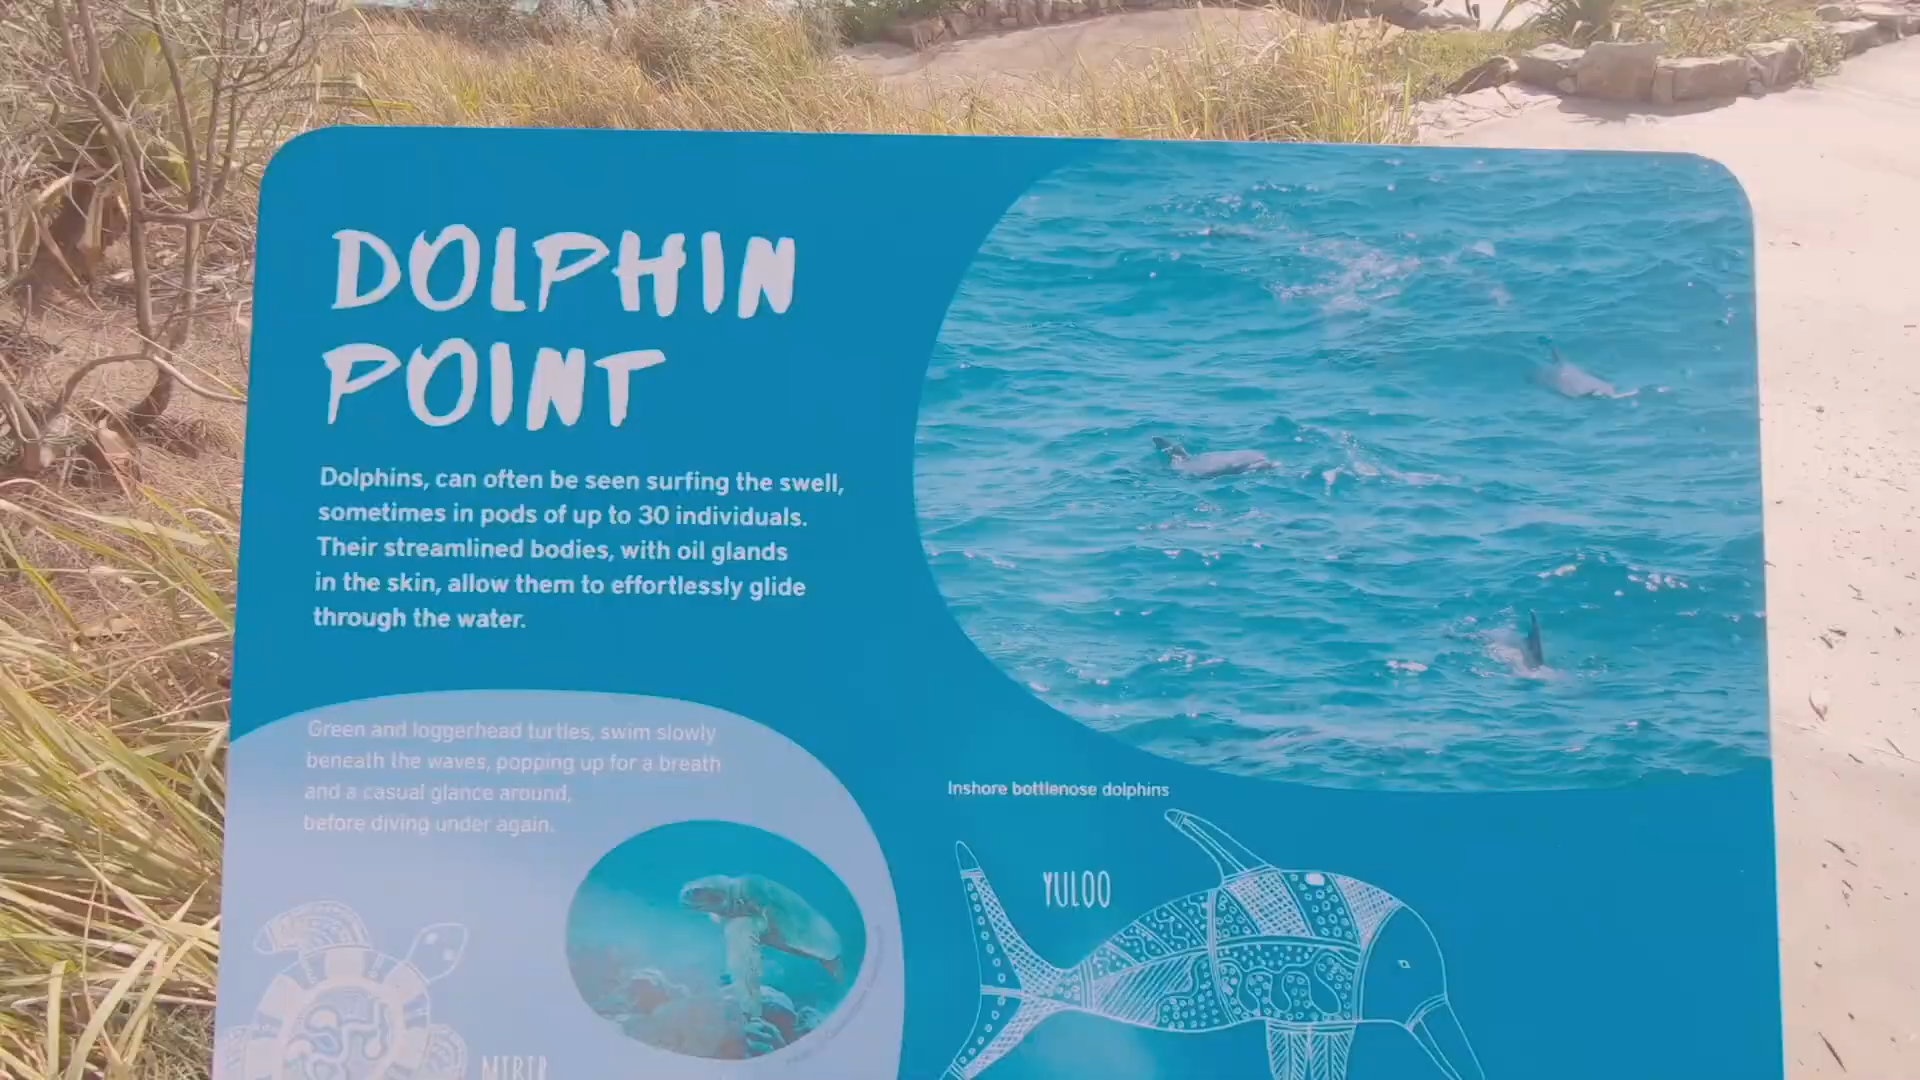 DOLPHIN
POINT
Dolphins, can often be seen surfing the swell,
sometimes in pods of up to 30 individuals.
Their streamlined bodies, with oil glands
in the skin, allow them to effortlessly glide
through the water.
Green and loggerhead turtles, swim slowly
beneath the waves, popping up for a breath
and a casual glance around,
before diving under again.
Inshore bottlenose dolphins
YULOO